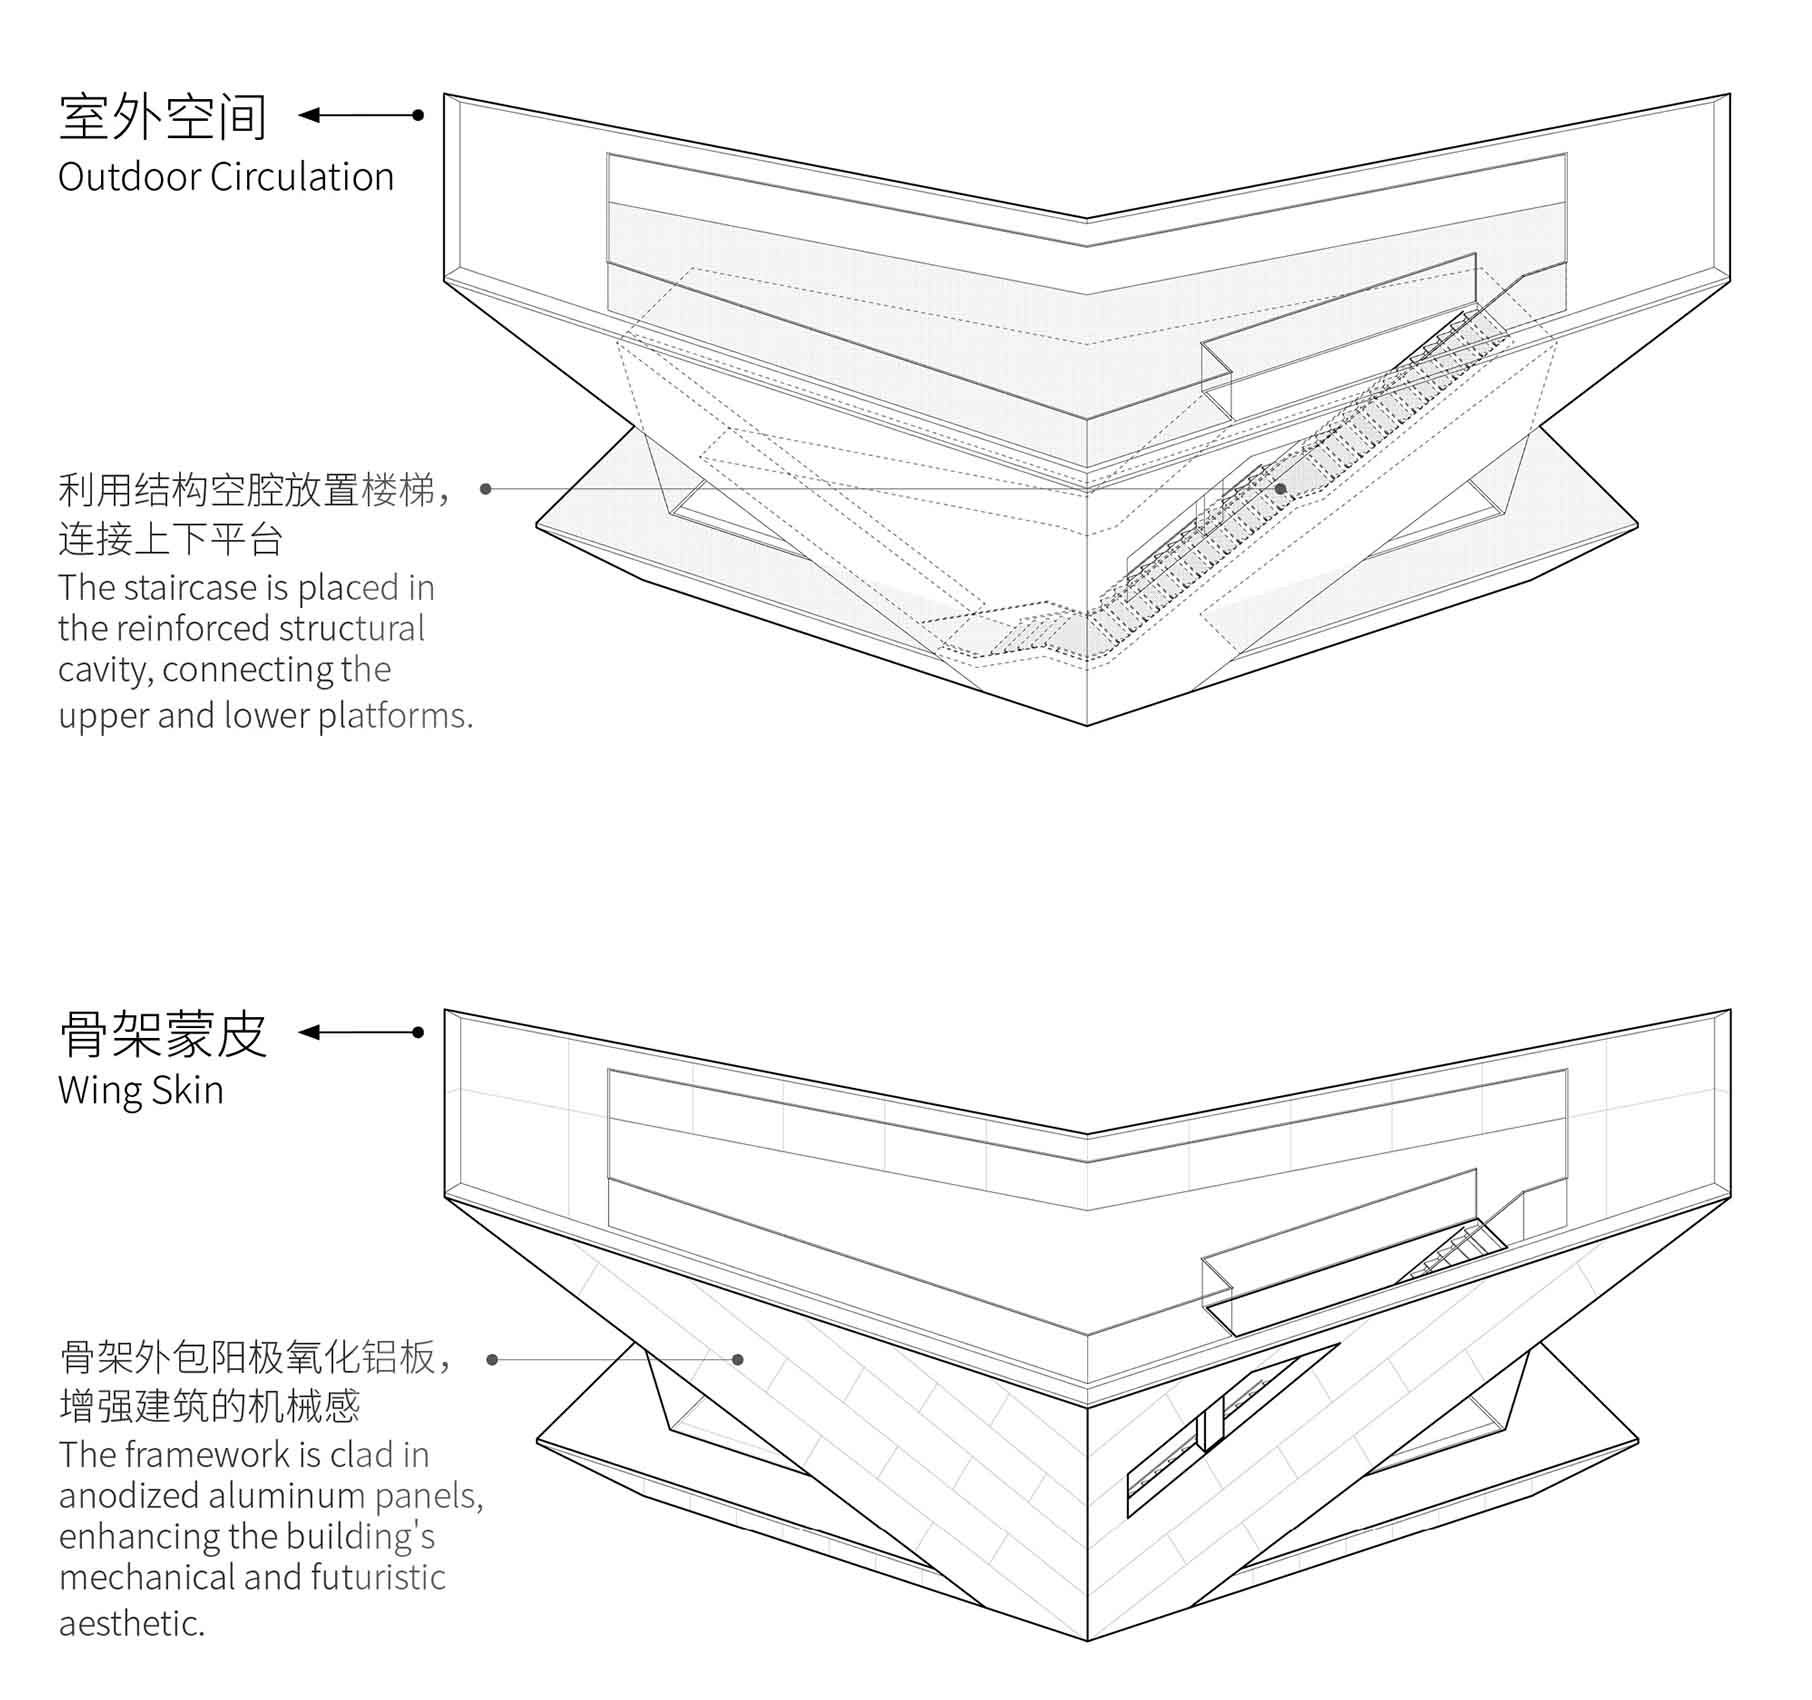 室外空间
Outdoor Circulation
利用结构空腔放置楼梯，
连接上下平台
The staircase is placed in
the reinforced structural
cavity, connecting the
upper and lower platforms.
骨架蒙皮
Wing Skin
骨架外包阳极氧化铝板，
增强建筑的机械感
The framework is clad in
anodized aluminum panels,
enhancing the building's
mechanical and futuristic
aesthetic.